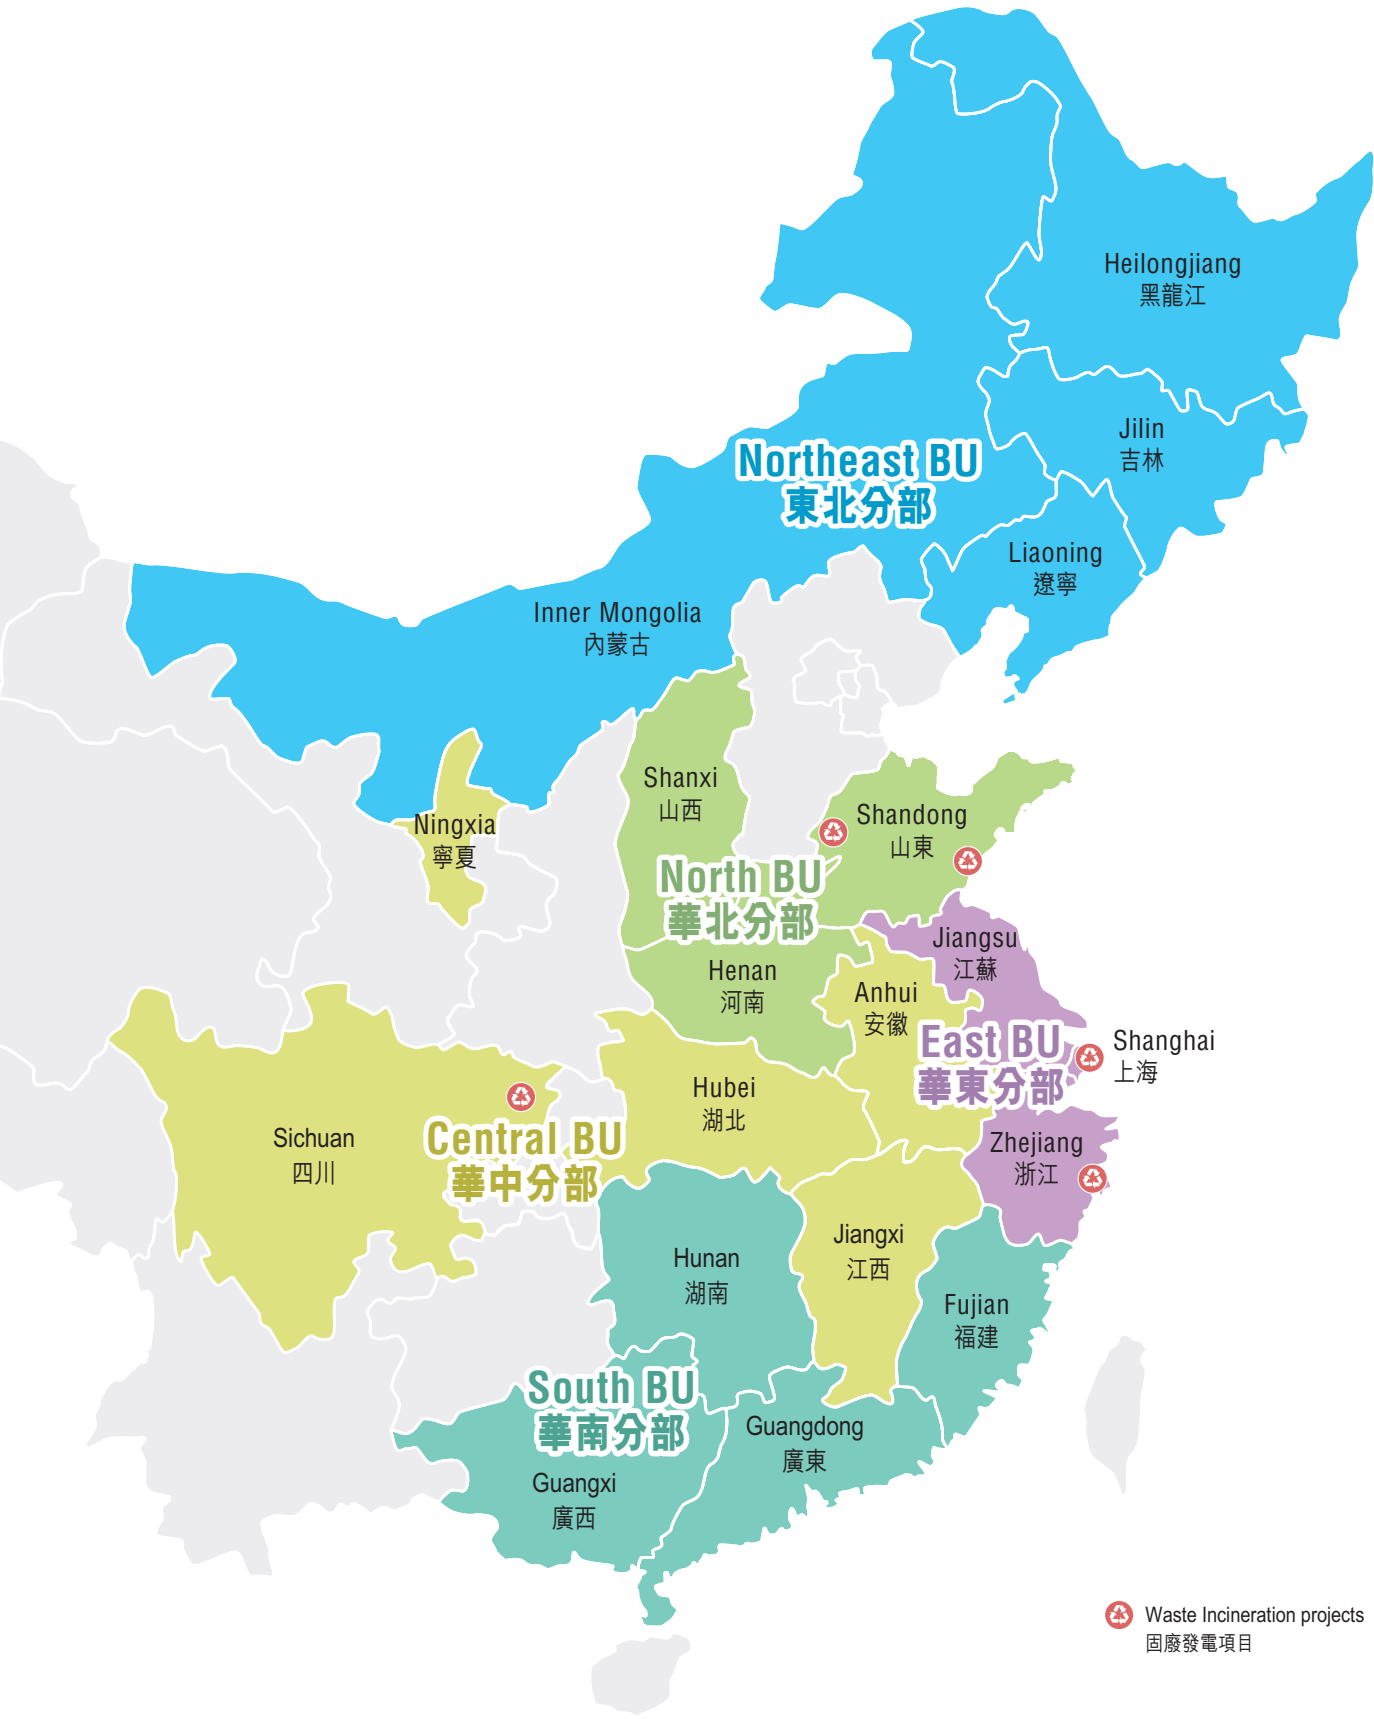 Heilongjiang
黑龍江
Jilin
吉林
Northeast BU
東北分部
Liaoning
遼寧
Inner Mongolia
內蒙古
Shanxi
山西
Shandong
山東
Ningxia
寧夏
North BU
華北分部
Jiangsu
江蘇
Henan
河南
Anhui
安徽
East BU
華東分部
Shanghai
上海
Hubei
湖北
Sichuan
四川
Central BU
華中分部
Zhejiang
浙江
Jiangxi
江西
Hunan
湖南
Fujian
福建
South BU
華南分部
Guangdong
廣東
Guangxi
廣西
Waste Incineration projects
固廢發電項目